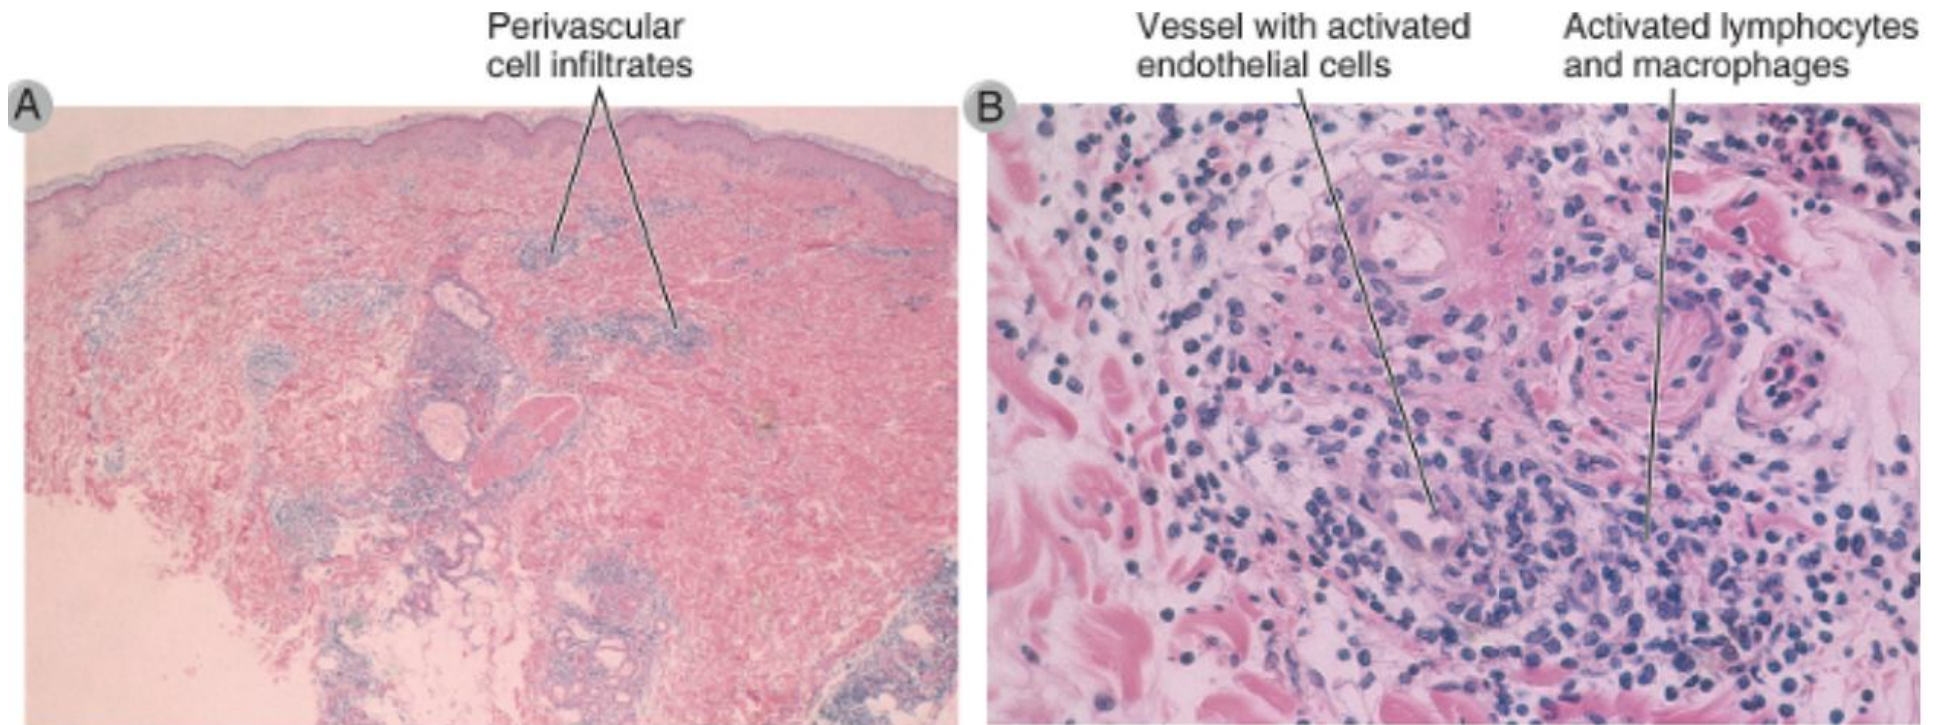 Perivascular
cell infiltrates
Vessel with activated
endothelial cells
Activated lymphocytes
and macrophages
A
B